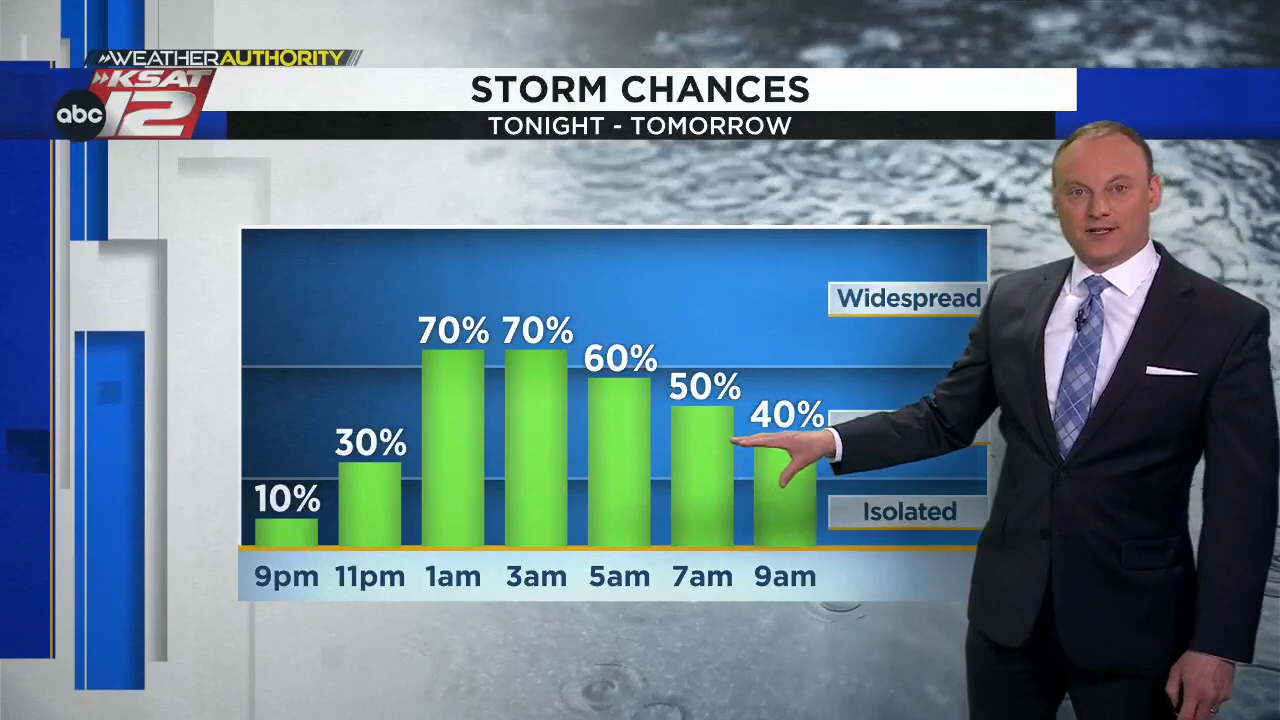 WEATHERAUTHORITY
KSAT
abc 12
STORM CHANCES
TONIGHT - TOMORROW
Widespread
70% 70%
60%
50%
40%
30%
10%
Isolated
9pm 11pm 1am 3am 5am 7am 9am